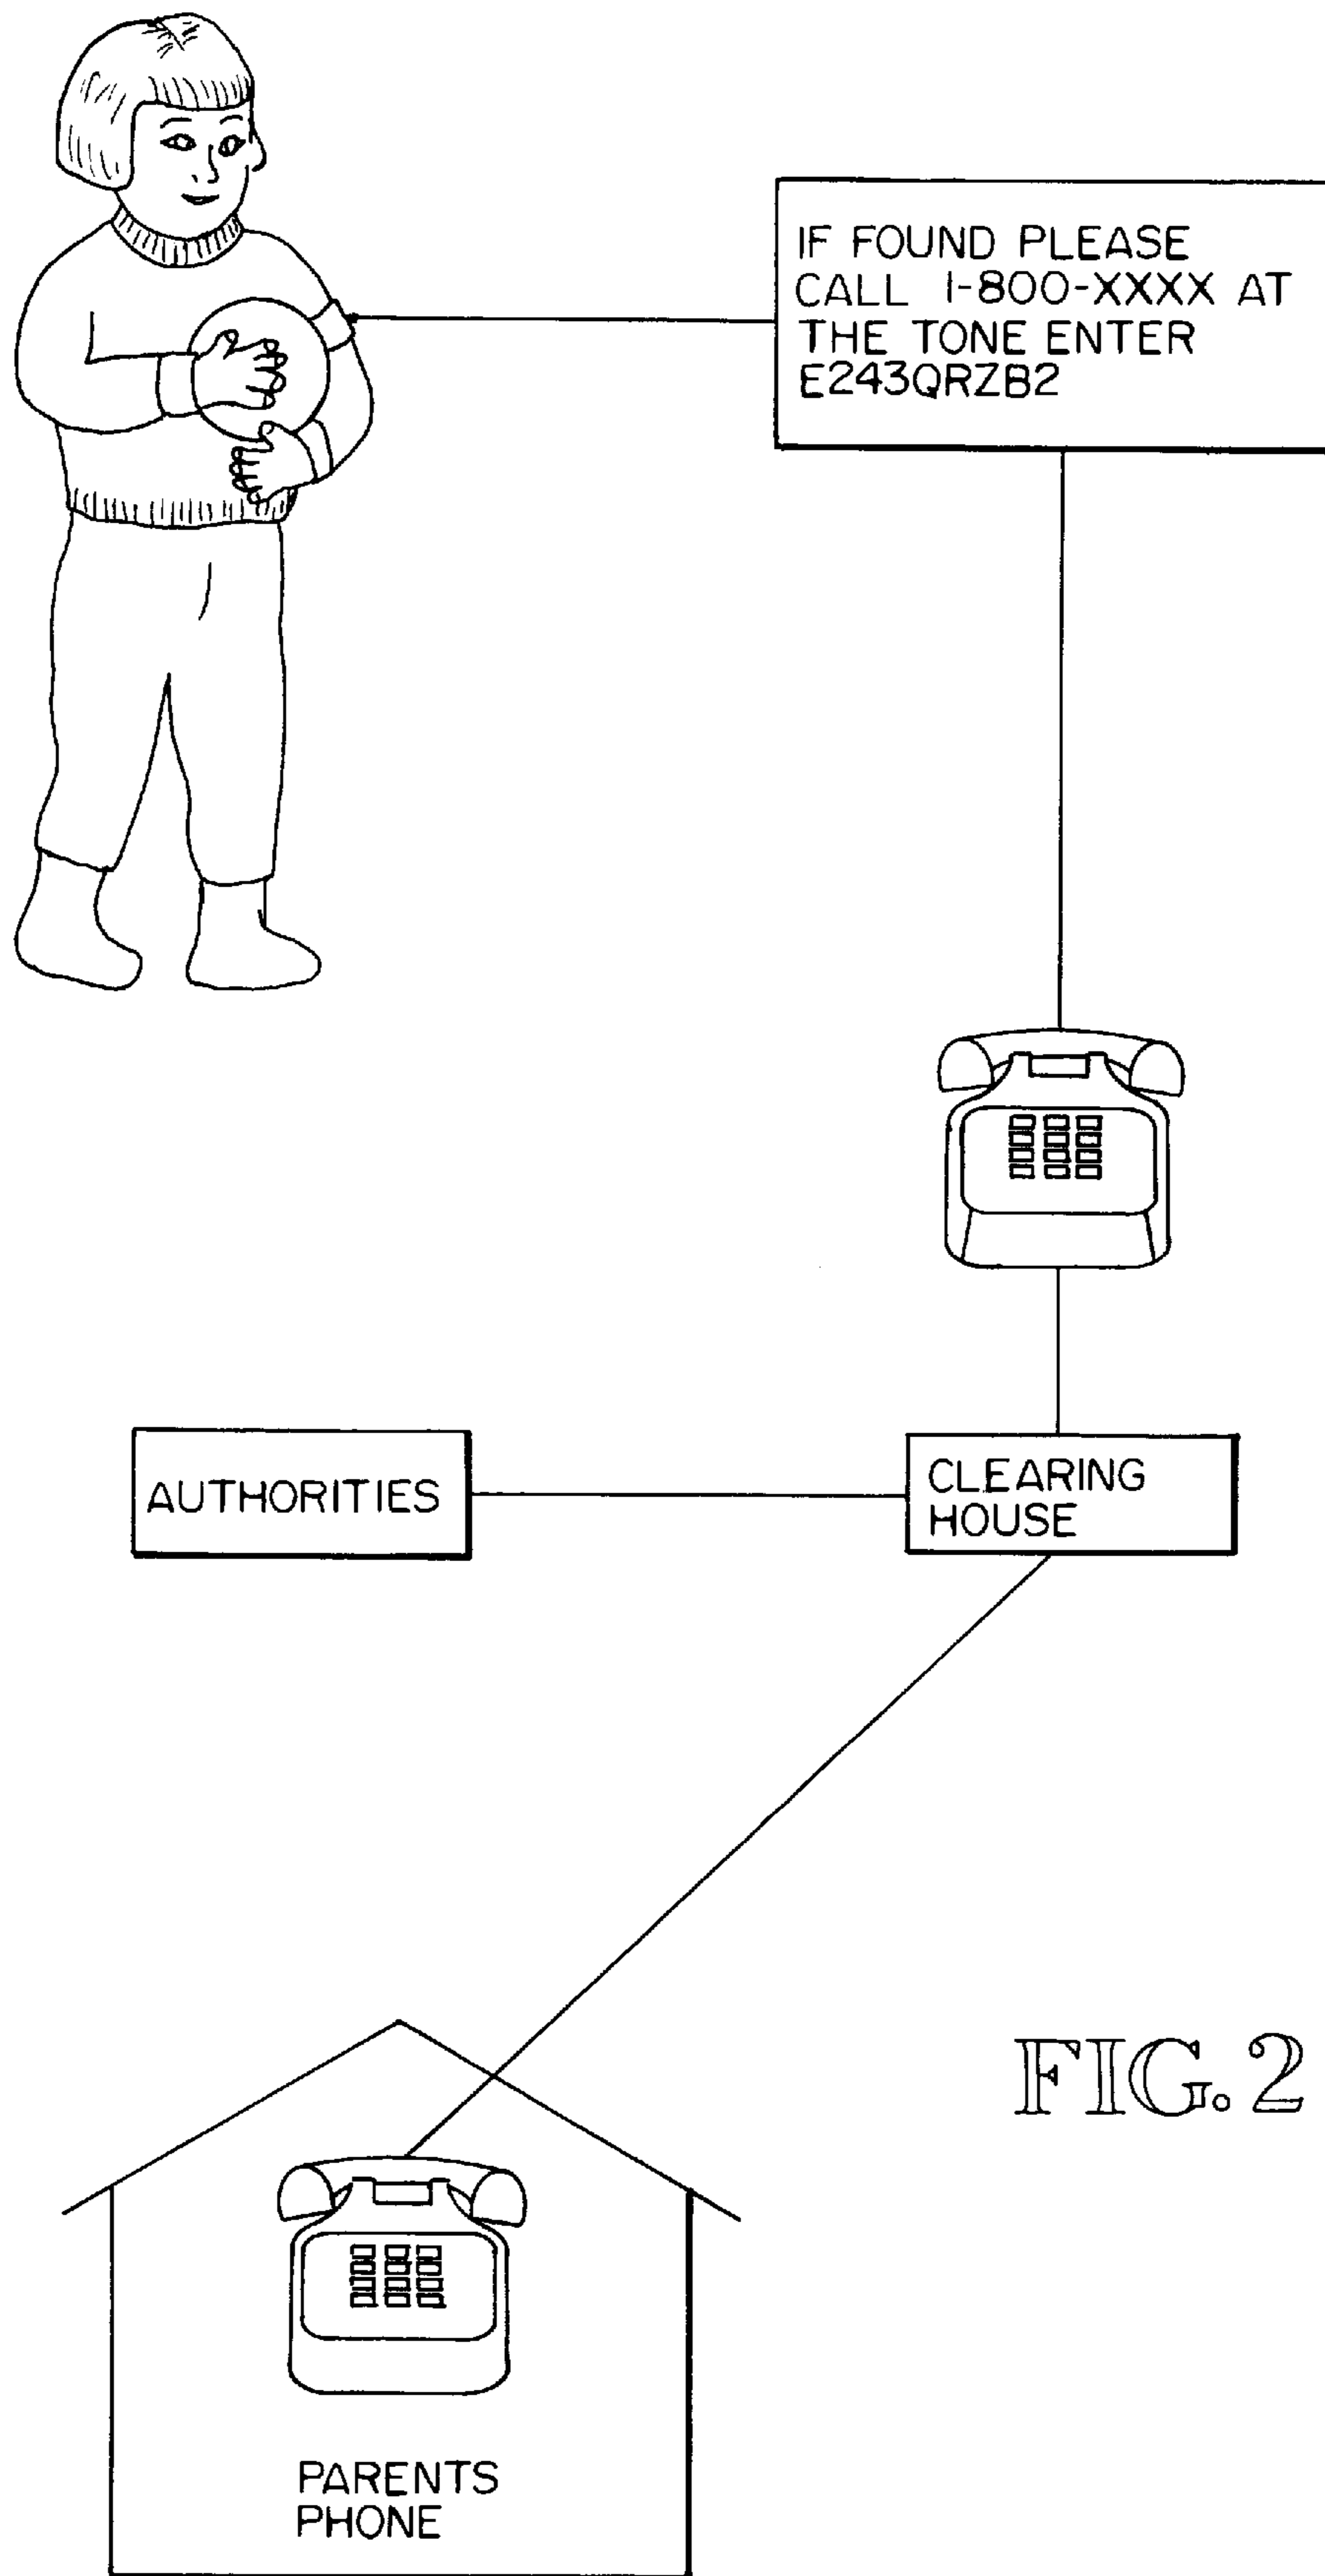 IF FOUND PLEASE
CALL 1-800-XXXX AT
THE TONE ENTER
E243QRZB2
AUTHORITIES
CLEARING
HOUSE
FIG. 2
PARENTS
PHONE